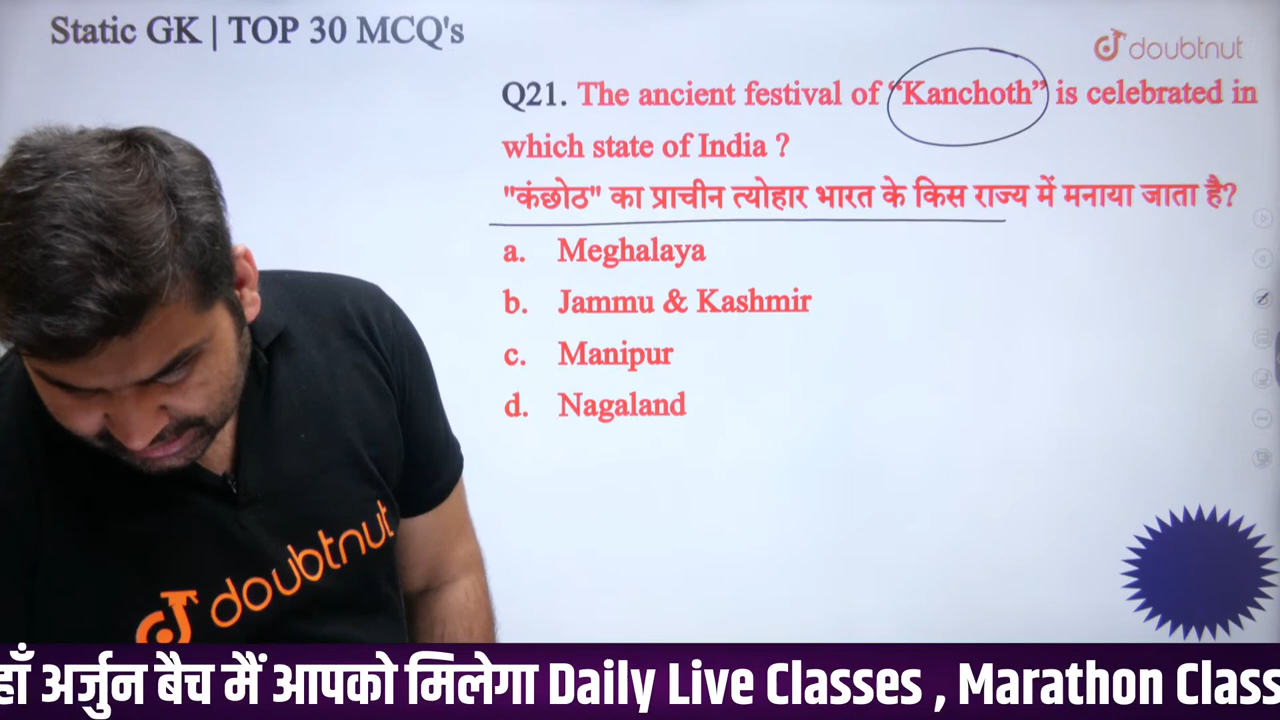 Static GK | TOP 30 MCQ's
doubtnut
Q21. The ancient festival of “Kanchoth” is celebrated in
which state of India ?
"कंछोठ" का प्राचीन त्योहार भारत के किस राज्य में मनाया जाता है?
a. Meghalaya
b. Jammu & Kashmir
c. Manipur
d. Nagaland
doubtnut
हाँ अर्जुन बैच मैं आपको मिलेगा Daily Live Classes , Marathon Class